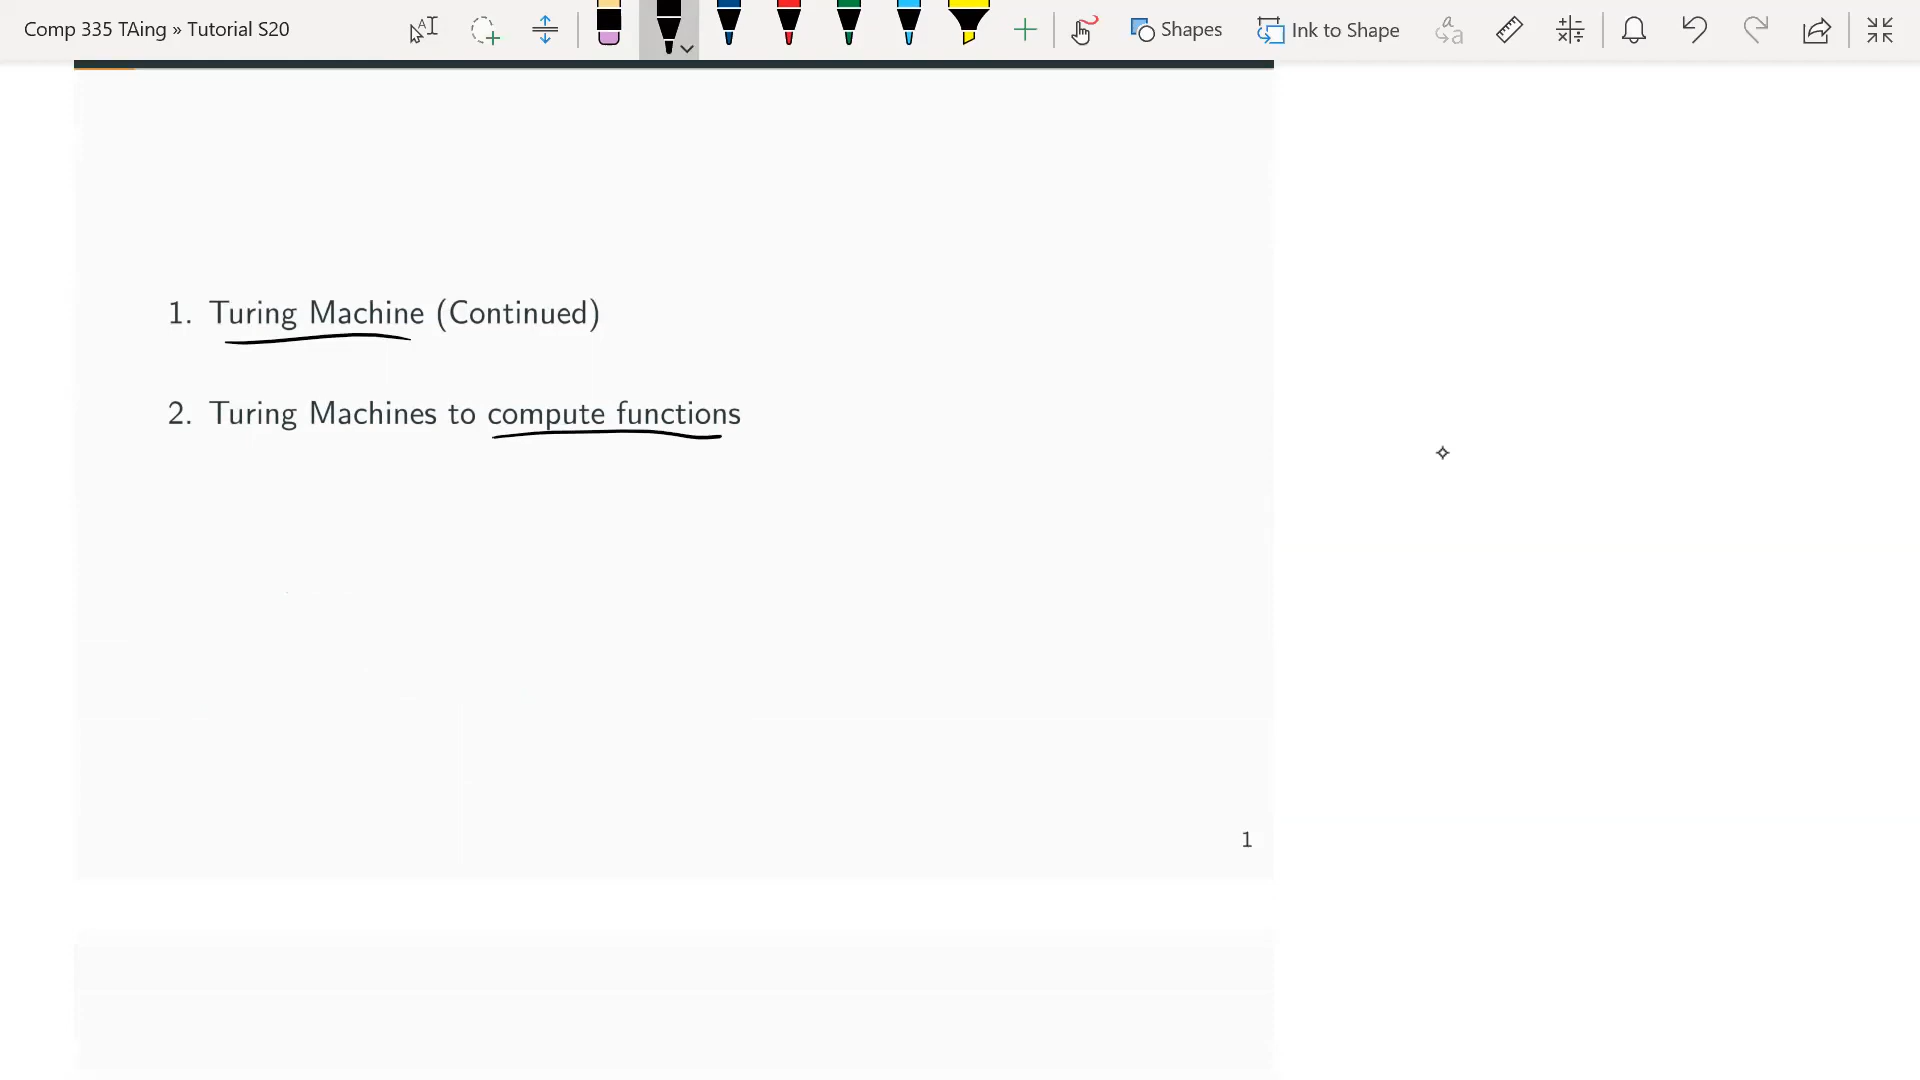 Comp 335 TAing » Tutorial S20
Shapes
Ink to Shape
1. Turing Machine (Continued)
2. Turing Machines to compute functions
1